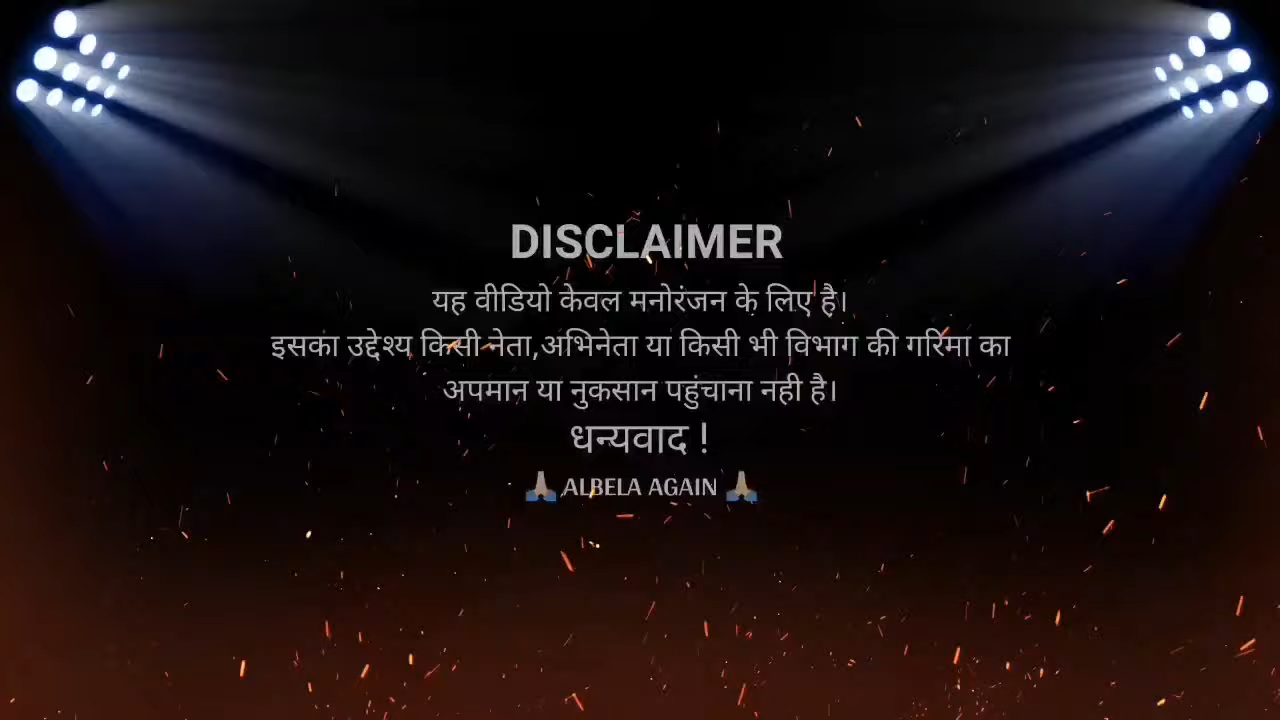 DISCLAIMER
यह वीडियो केवल मनोरंजन के लिए है।
इसका उद्देश्य किसी नेता,अभिनेता या किसी भी विभाग की गरिमा का
अपमान या नुकसान पहुंचाना नही है।
धन्यवाद !
🙏 ALBELA AGAIN 🙏